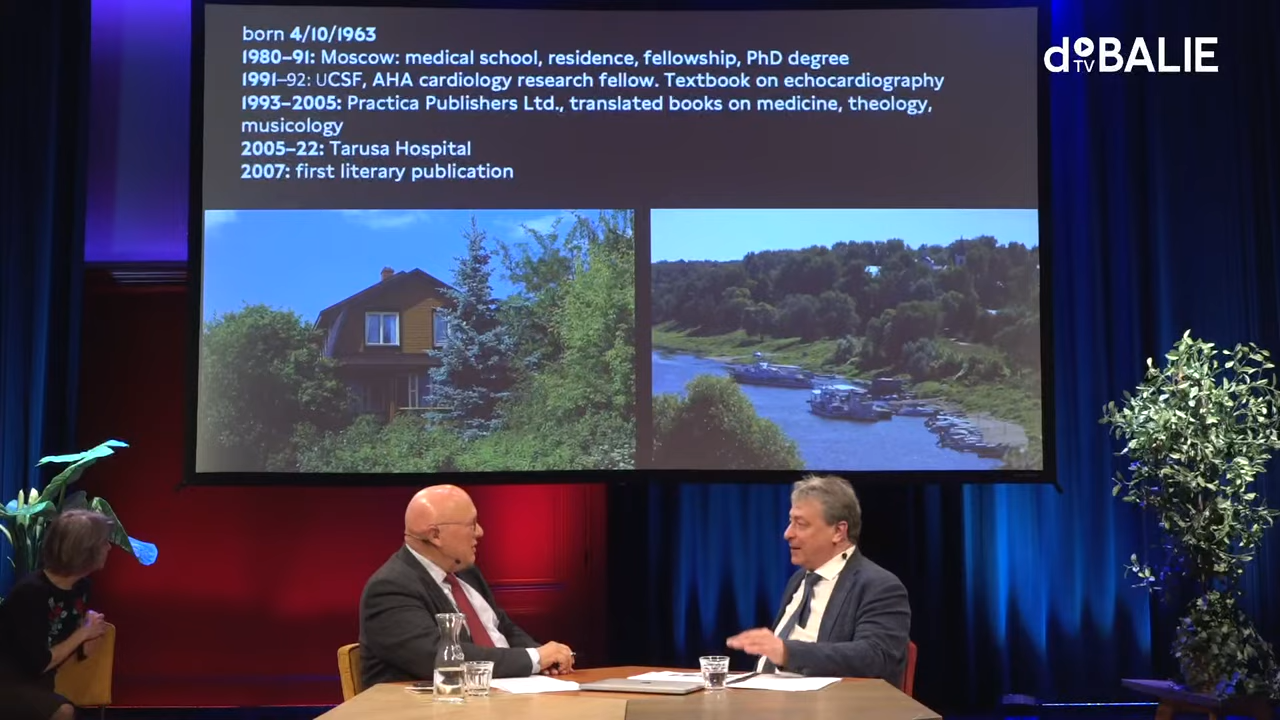 born 4/10/1963
1980–91: Moscow: medical school, residence, fellowship, PhD degree
1991–92: UCSF, AHA cardiology research fellow. Textbook on echocardiography
1993–2005: Practica Publishers Ltd., translated books on medicine, theology,
musicology
2005–22: Tarusa Hospital
2007: first literary publication
de BALIE TV